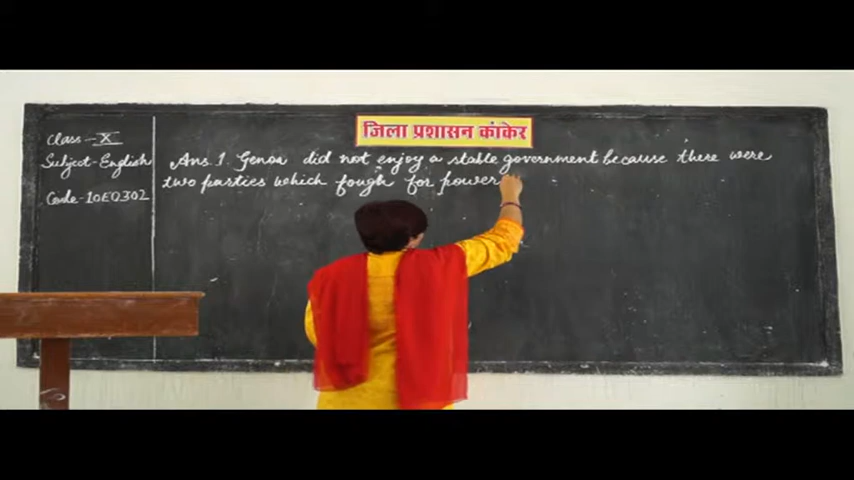 जिला प्रशासन कांकेर
Class - X
Subject - English
Code - 10EQ302
Ans. 1. Genoa did not enjoy a stable government because there were
two parties which fough for power